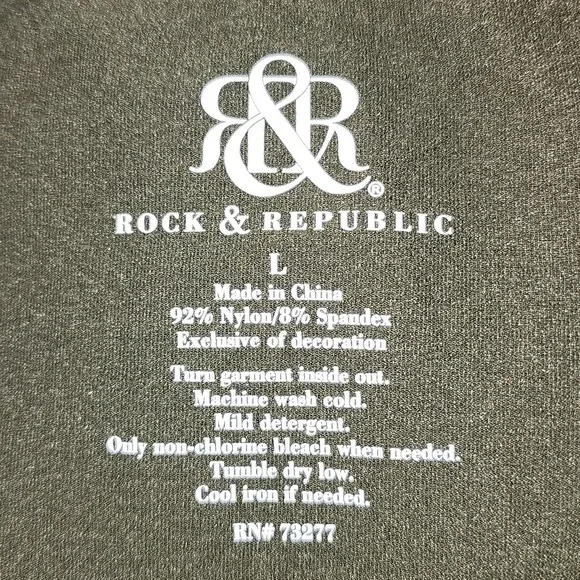 R&R®
ROCK & REPUBLIC
L
Made in China
92% Nylon/8% Spandex
Exclusive of decoration
Turn garment inside out.
Machine wash cold.
Mild detergent.
Only non-chlorine bleach when needed.
Tumble dry low.
Cool iron if needed.
RN# 73277